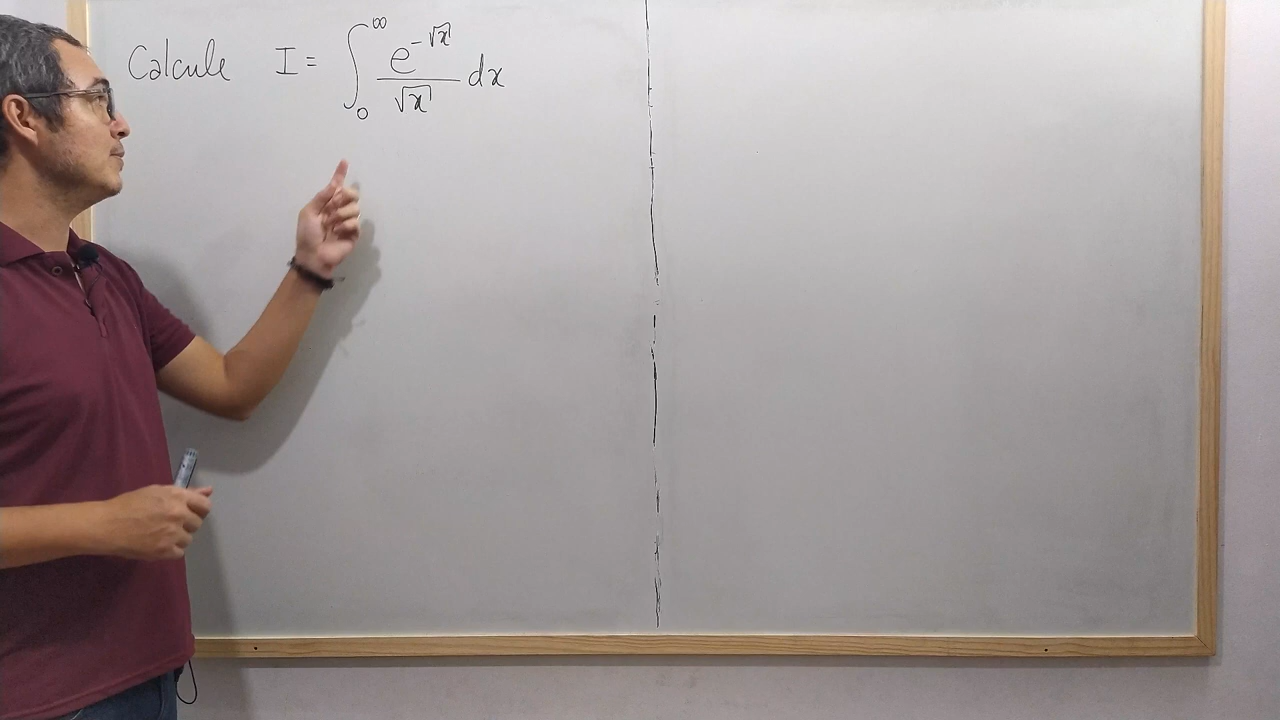 Calcule I = ∫₀^∞ e^{-√x}/√x dx